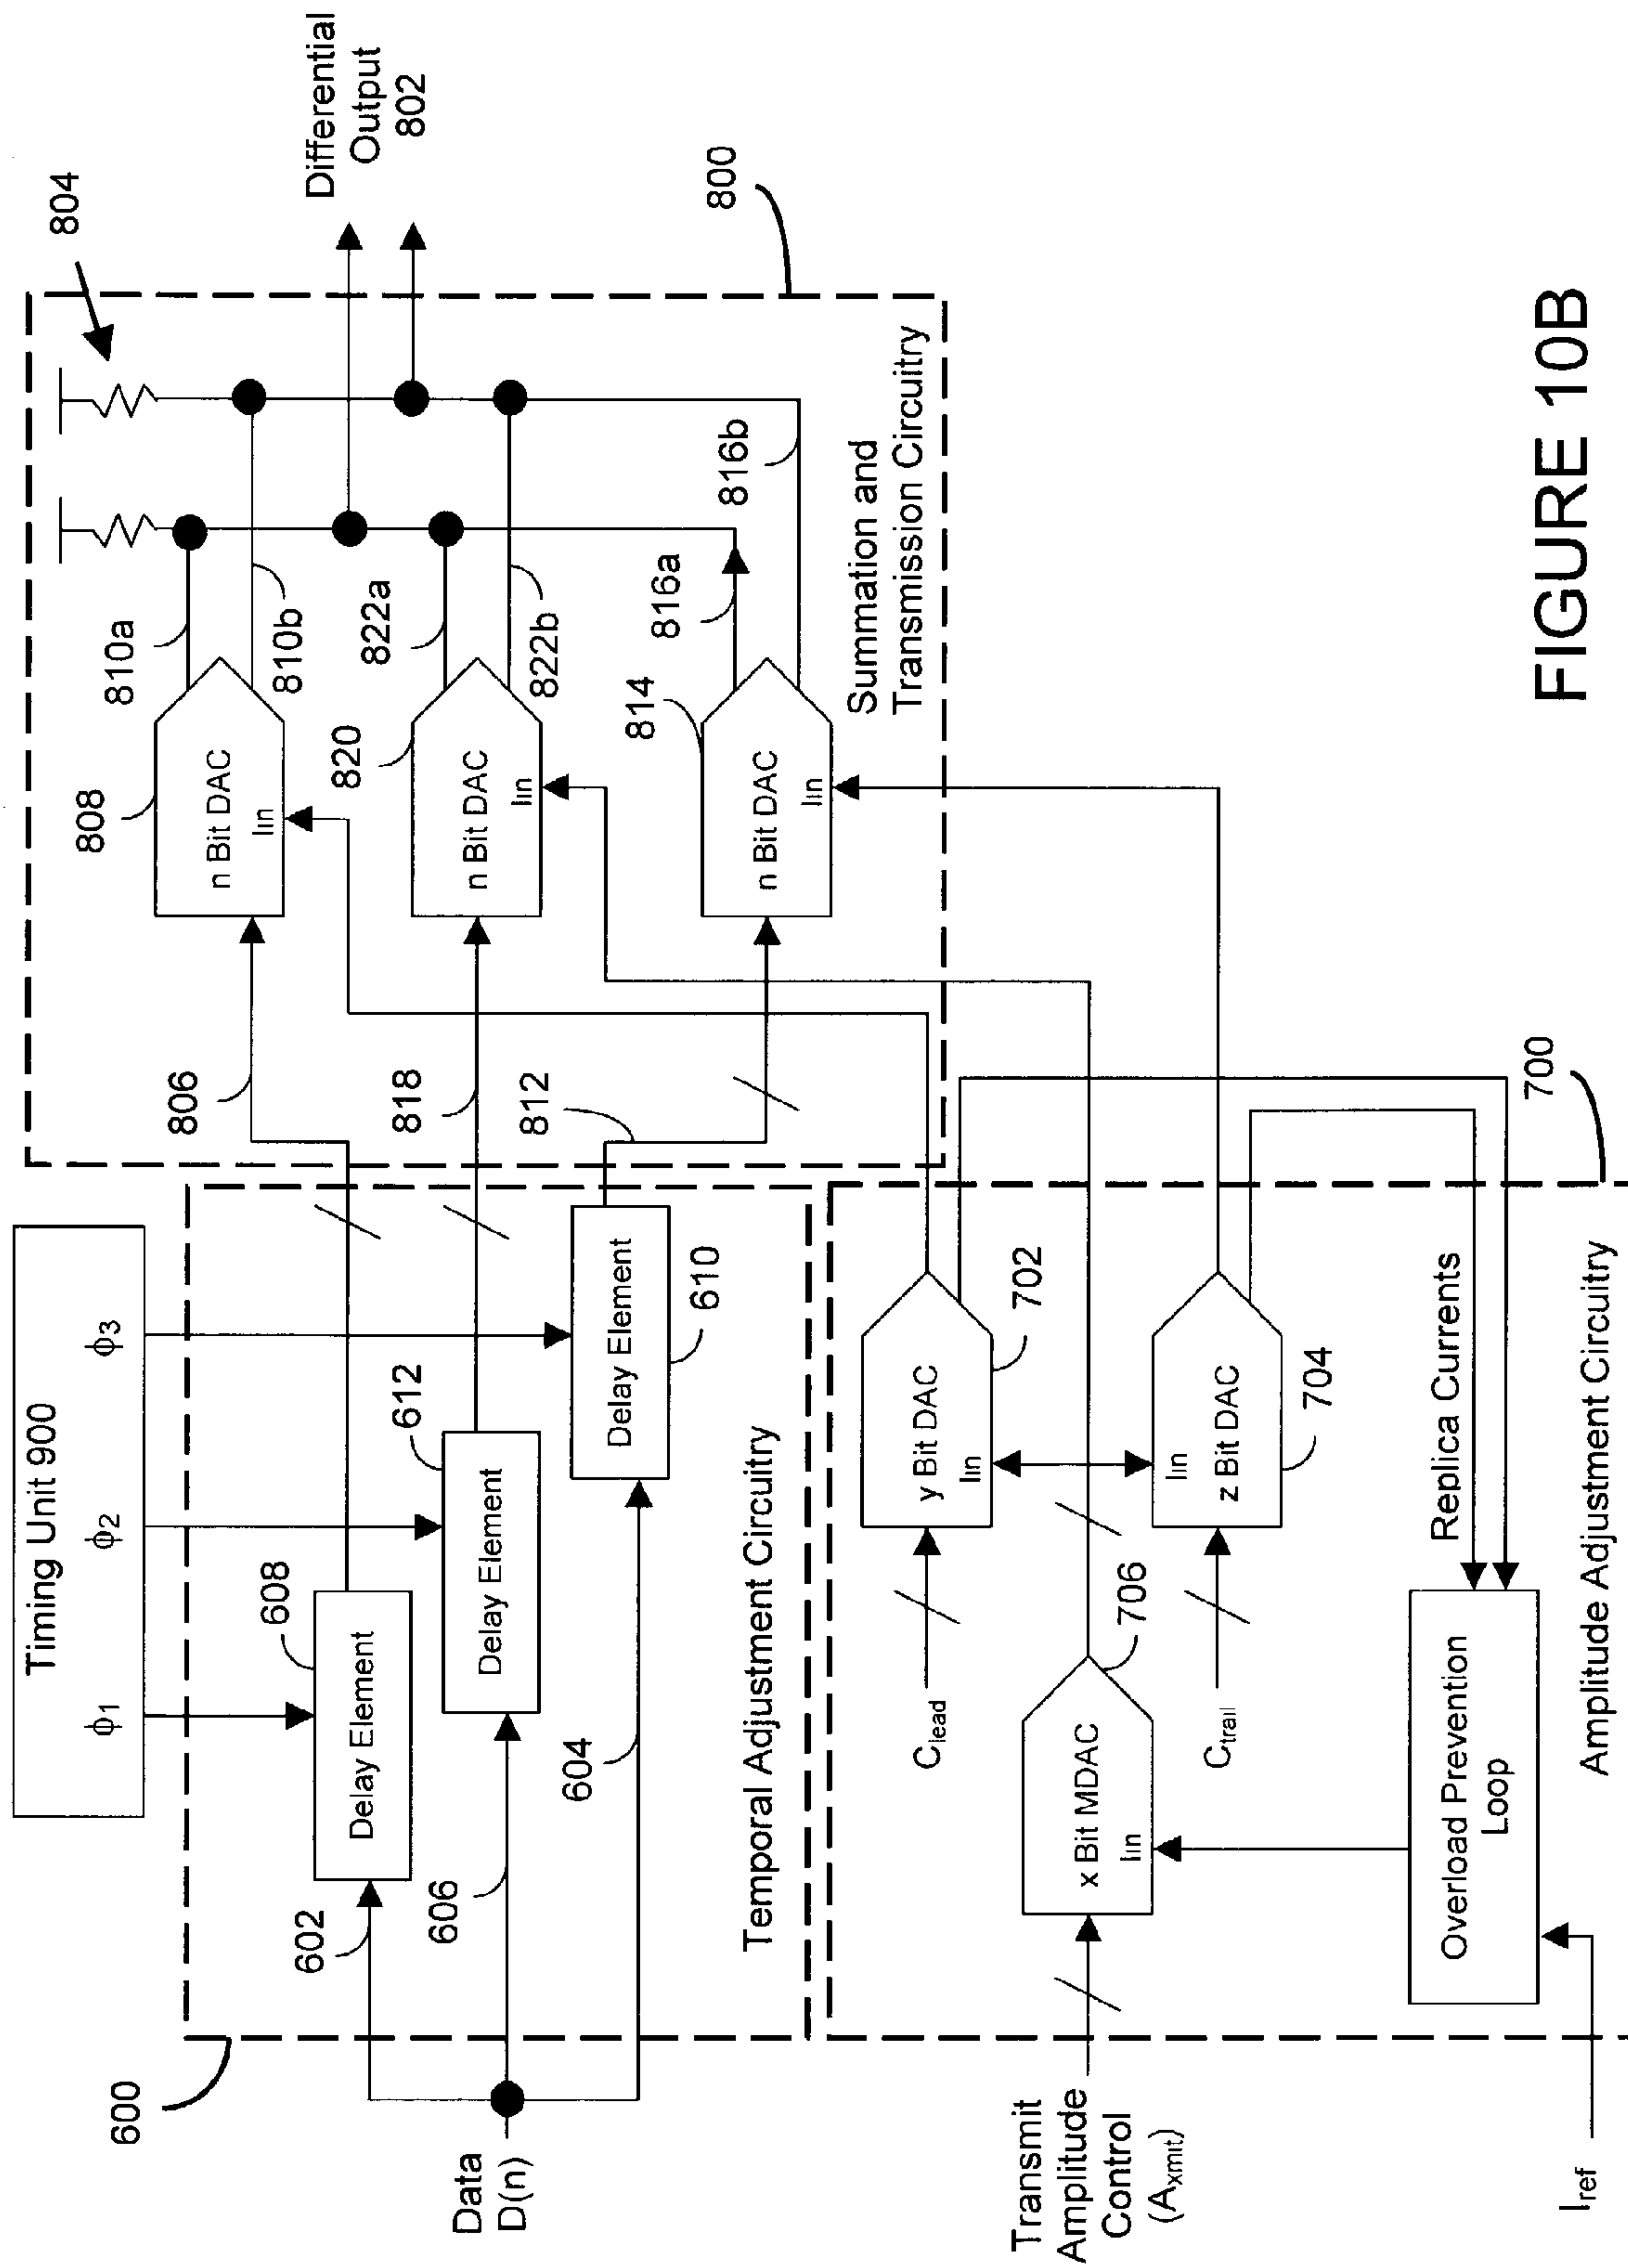 Timing Unit 900
ϕ1
ϕ2
ϕ3
600
Data
D(n)
602
606
604
608
Delay Element
612
Delay Element
610
Delay Element
Temporal Adjustment Circuitry
806
818
812
808
n Bit DAC
Iin
810a
810b
820
n Bit DAC
Iin
822a
822b
814
n Bit DAC
Iin
816a
816b
804
Differential
Output
802
800
Summation and
Transmission Circuitry
Transmit
Amplitude
Control
(Axmit)
x Bit MDAC
Iin
706
Clead
y Bit DAC
Iin
702
Ctrail
Iin
z Bit DAC
704
Replica Currents
Overload Prevention
Loop
Iref
Amplitude Adjustment Circuitry
700
FIGURE 10B